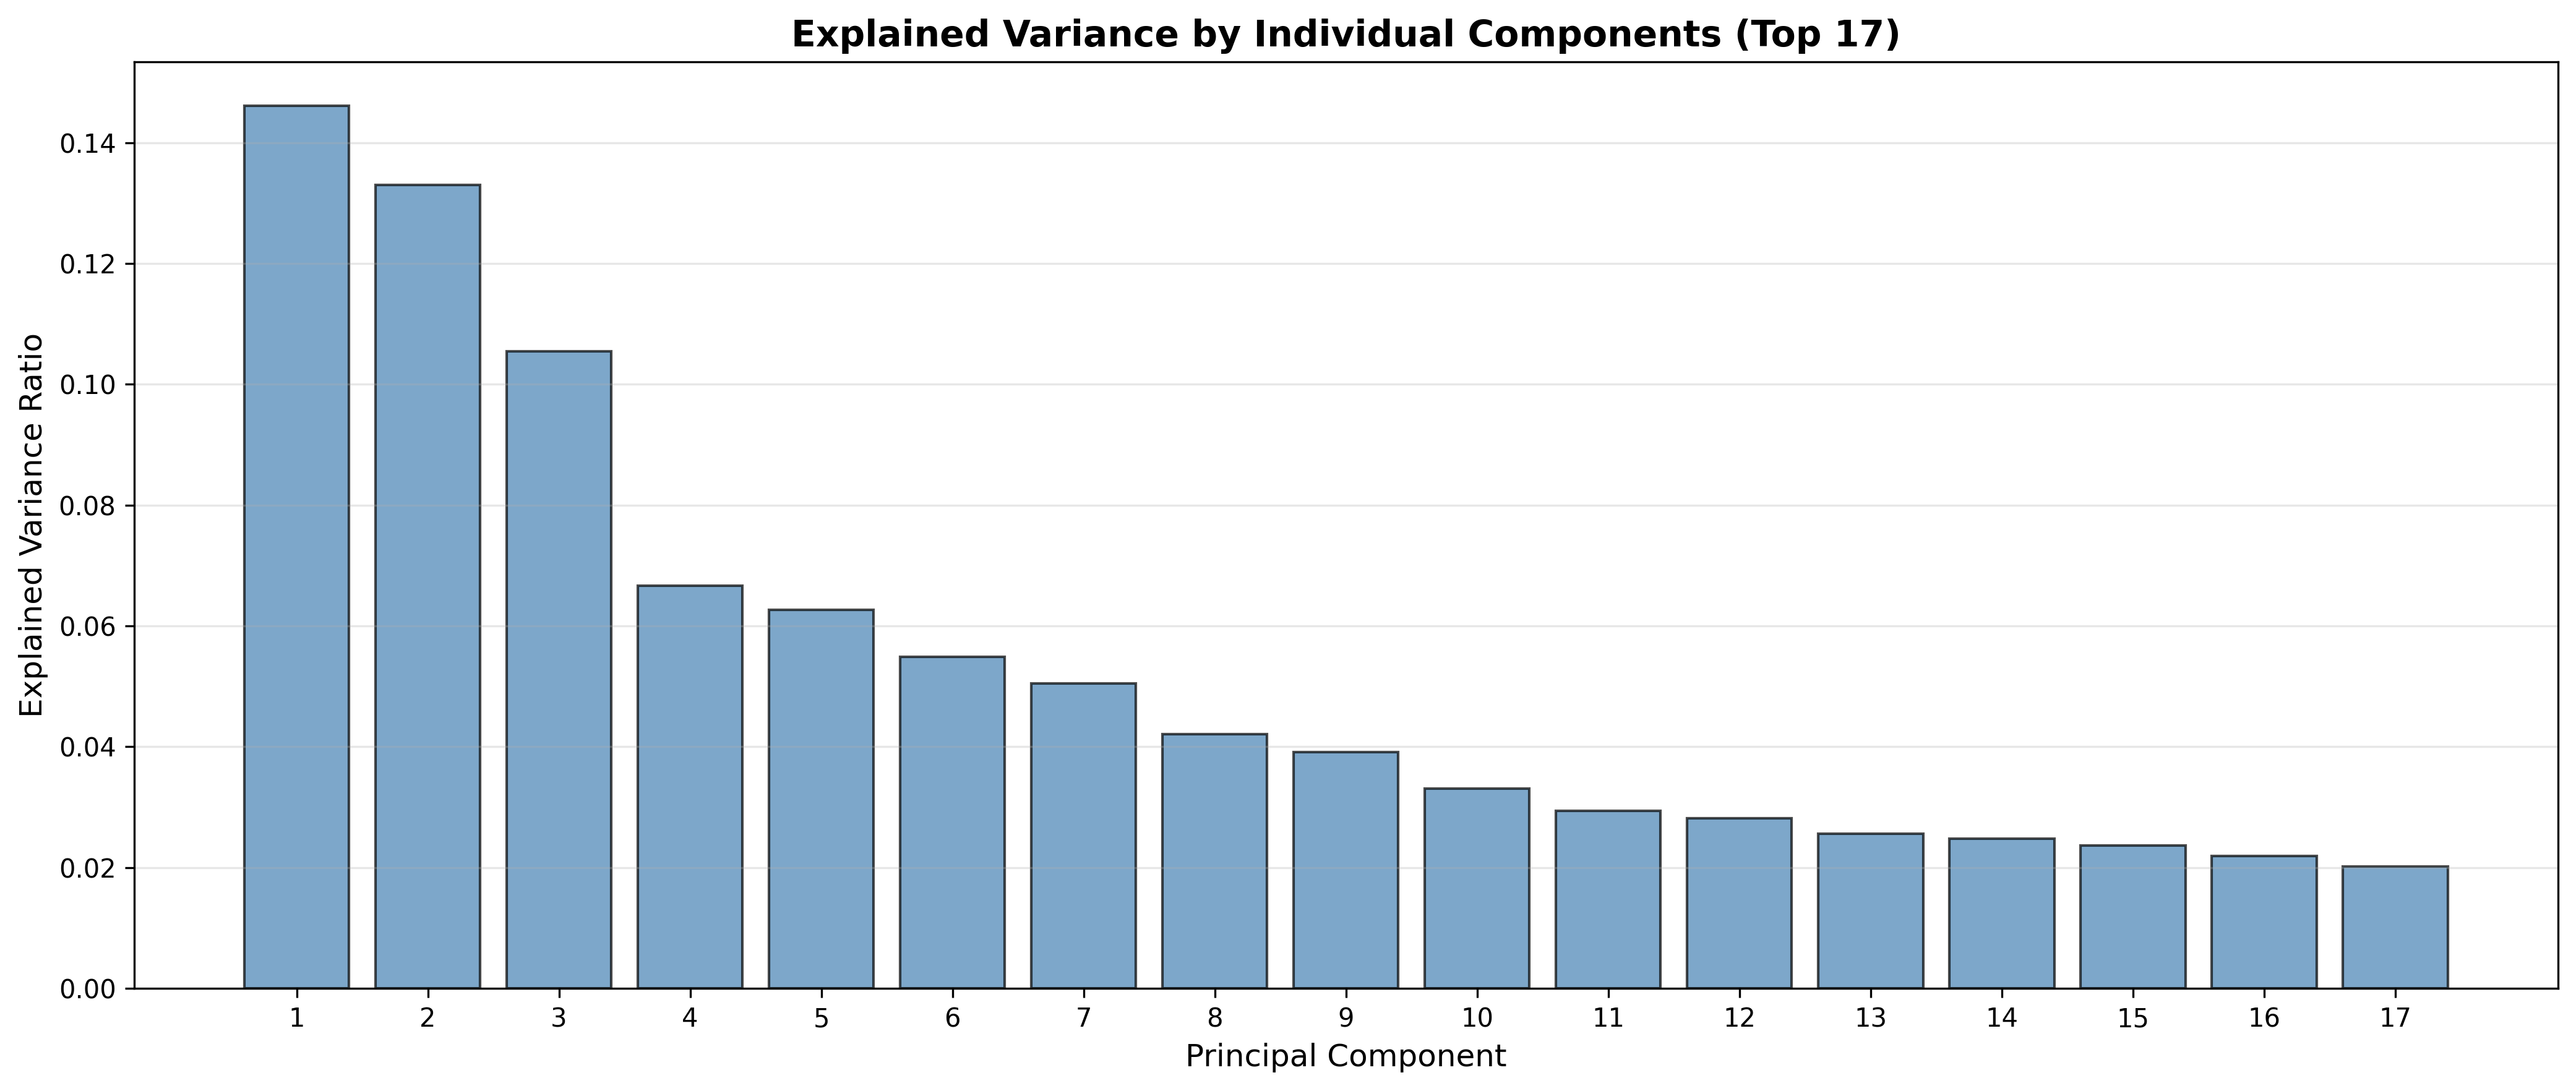 Explained Variance by Individual Components (Top 17)
Explained Variance Ratio
0.14
0.12
0.10
0.08
0.06
0.04
0.02
0.00
1 2 3 4 5 6 7 8 9 10 11 12 13 14 15 16 17
Principal Component